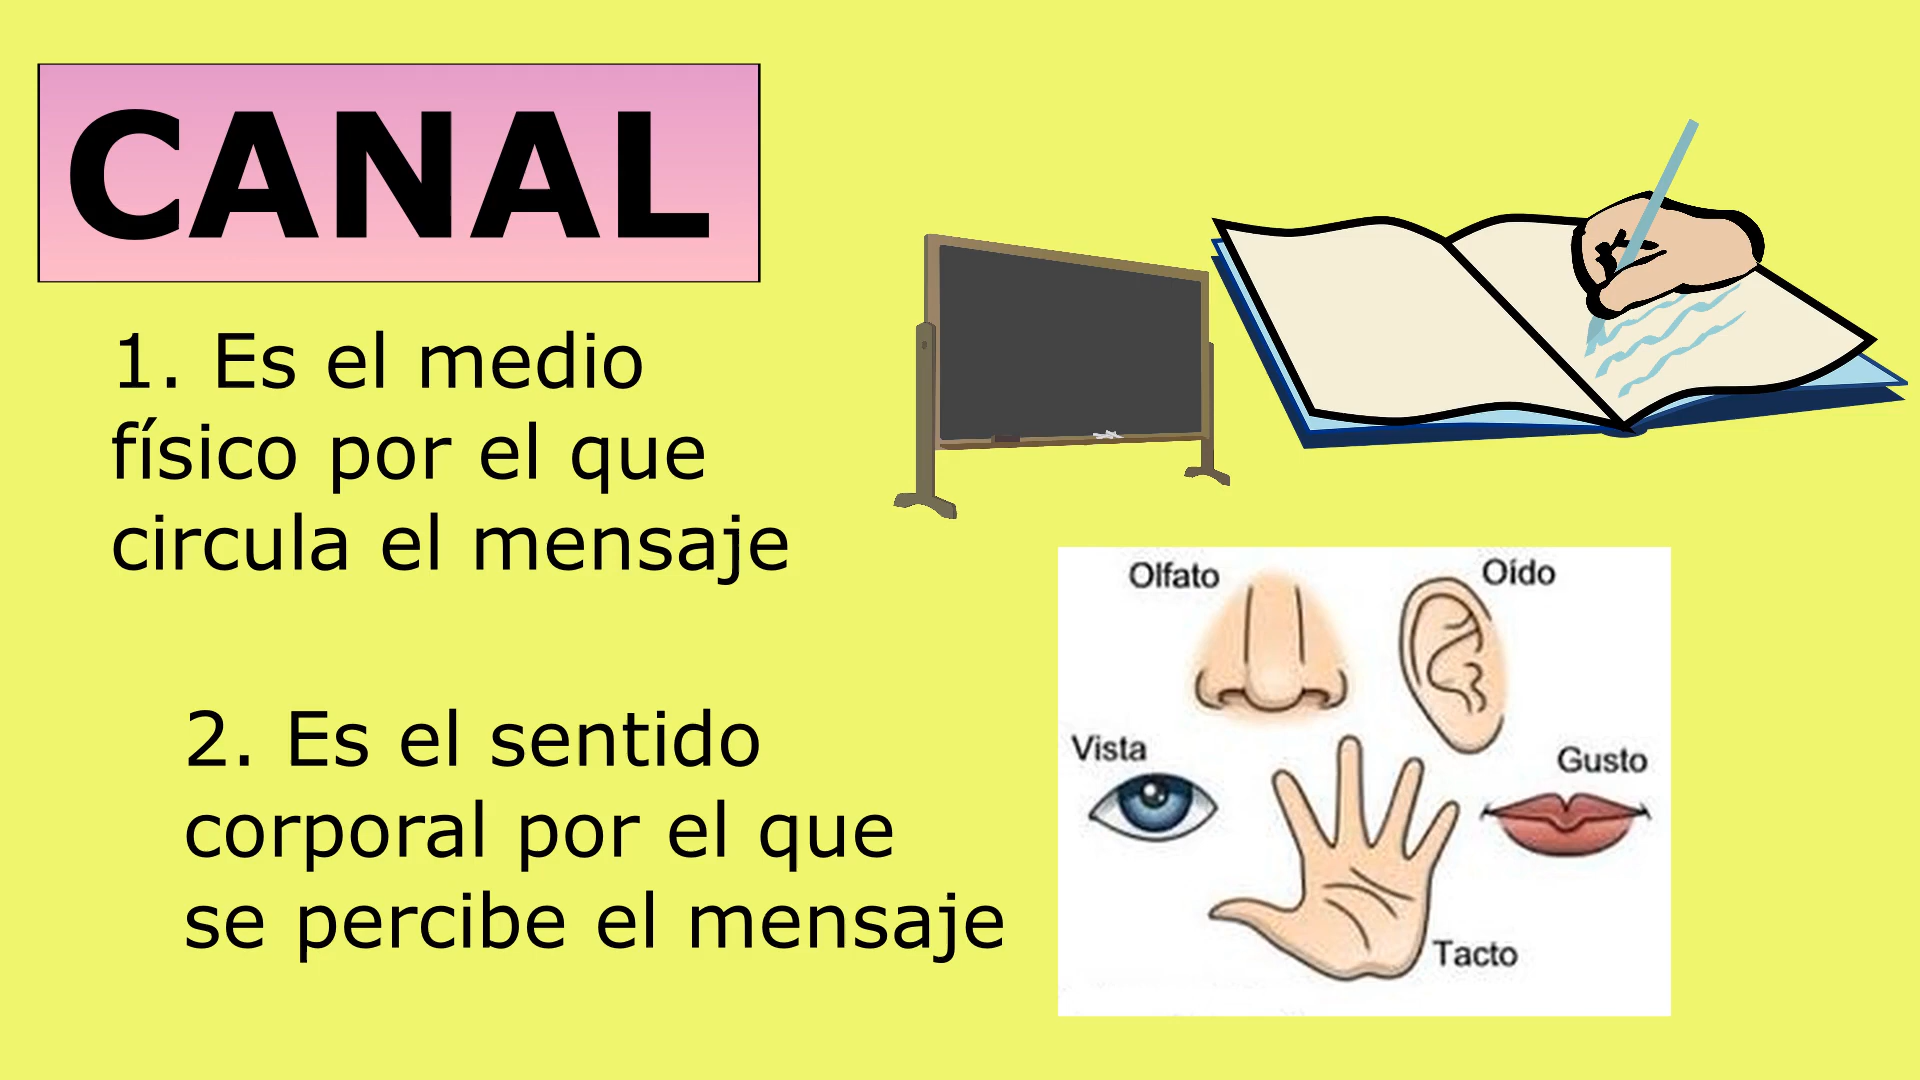 CANAL
1. Es el medio
físico por el que
circula el mensaje
2. Es el sentido
corporal por el que
se percibe el mensaje
Olfato
Oído
Vista
Gusto
Tacto